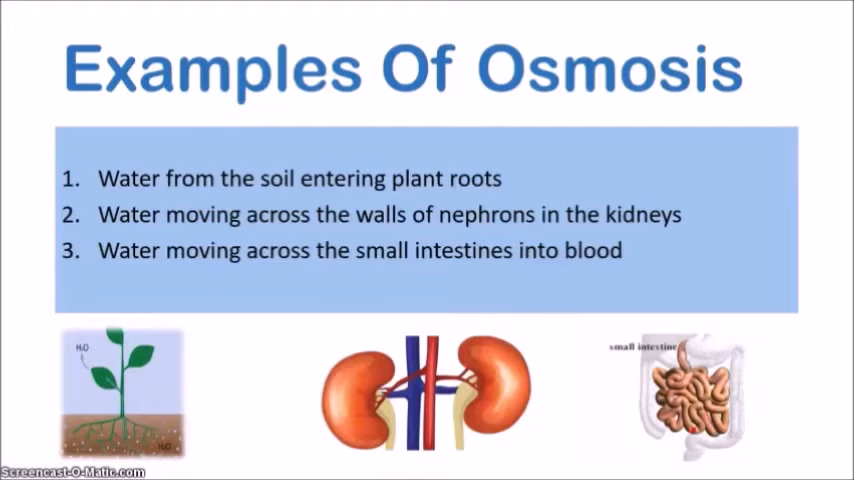 Examples Of Osmosis
1. Water from the soil entering plant roots
2. Water moving across the walls of nephrons in the kidneys
3. Water moving across the small intestines into blood
H₂O
small intestine
H₂O
Screencast-O-Matic.com